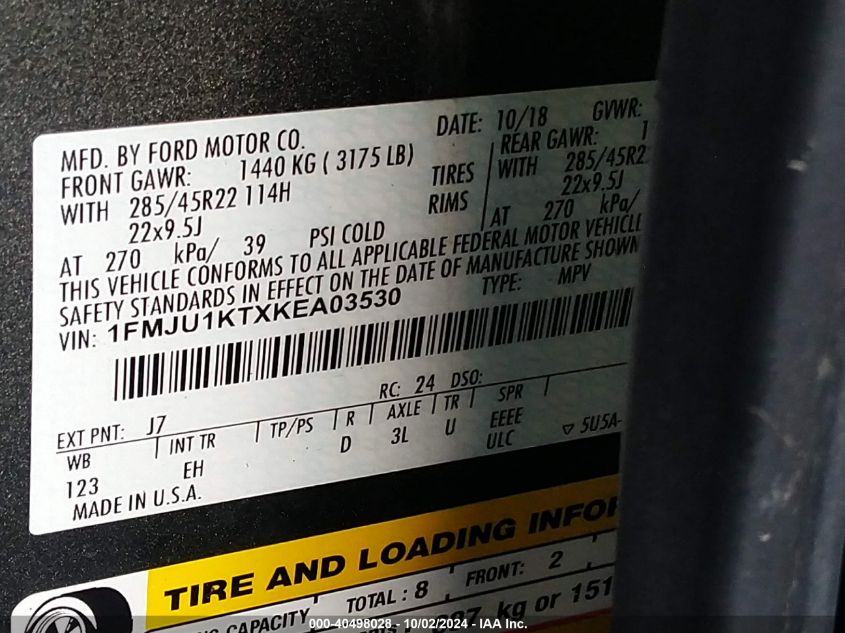 MFD. BY FORD MOTOR CO. DATE: 10/18 GVWR:
FRONT GAWR: 1440 KG ( 3175 LB) REAR GAWR: 1
WITH 285/45R22 114H TIRES WITH 285/45R2
22x9.5J RIMS 22x9.5J
AT 270 kPa/ 39 PSI COLD AT 270 kPa/
THIS VEHICLE CONFORMS TO ALL APPLICABLE FEDERAL MOTOR VEHICLE
SAFETY STANDARDS IN EFFECT ON THE DATE OF MANUFACTURE SHOWN
VIN: 1FMJU1KTXKEA03530 TYPE: MPV
EXT PNT: J7 RC: 24 DSO:
WB INT TR TP/PS R AXLE TR SPR
123 EH D 3L U EEEE
ULC 5U5A-
MADE IN U.S.A.
TIRE AND LOADING INFOR
CAPACITY TOTAL : 8 FRONT: 2
kg or 151
000-40498028 - 10/02/2024 - IAA Inc.